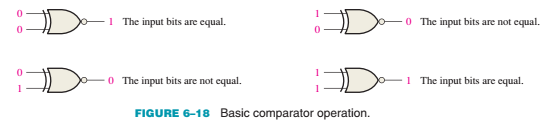 0
0
1 The input bits are equal.
1
0
0 The input bits are not equal.
0
1
0 The input bits are not equal.
1
1
1 The input bits are equal.
FIGURE 6–18 Basic comparator operation.